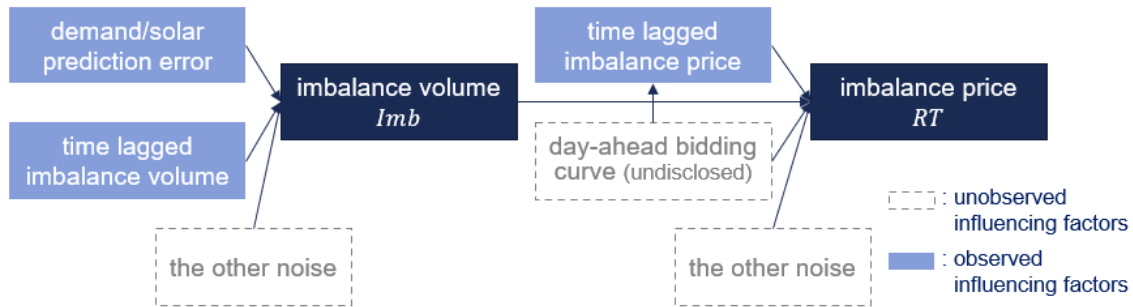 demand/solar
prediction error
time lagged
imbalance volume
the other noise
imbalance volume
Imb
time lagged
imbalance price
day-ahead bidding
curve (undisclosed)
the other noise
imbalance price
RT
: unobserved
influencing factors
: observed
influencing factors